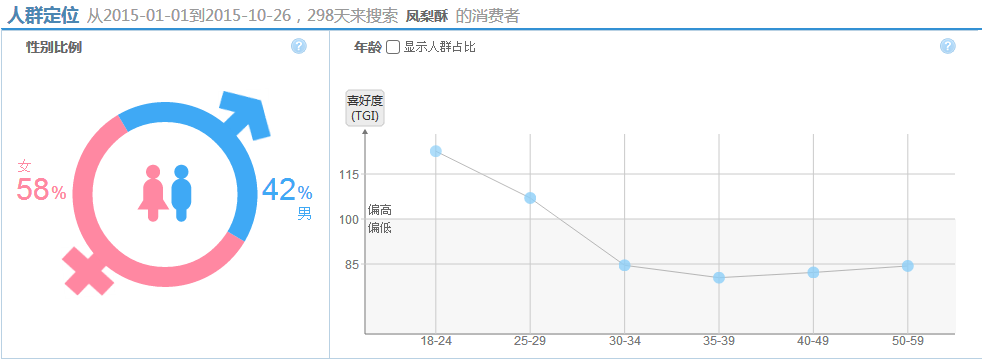 人群定位 从2015-01-01到2015-10-26，298天来搜索 凤梨酥 的消费者
性别比例 ?
女
58%
42%
男
年龄 显示人群占比 ?
喜好度
(TGI)
115
100
85
偏高
偏低
18-24 25-29 30-34 35-39 40-49 50-59